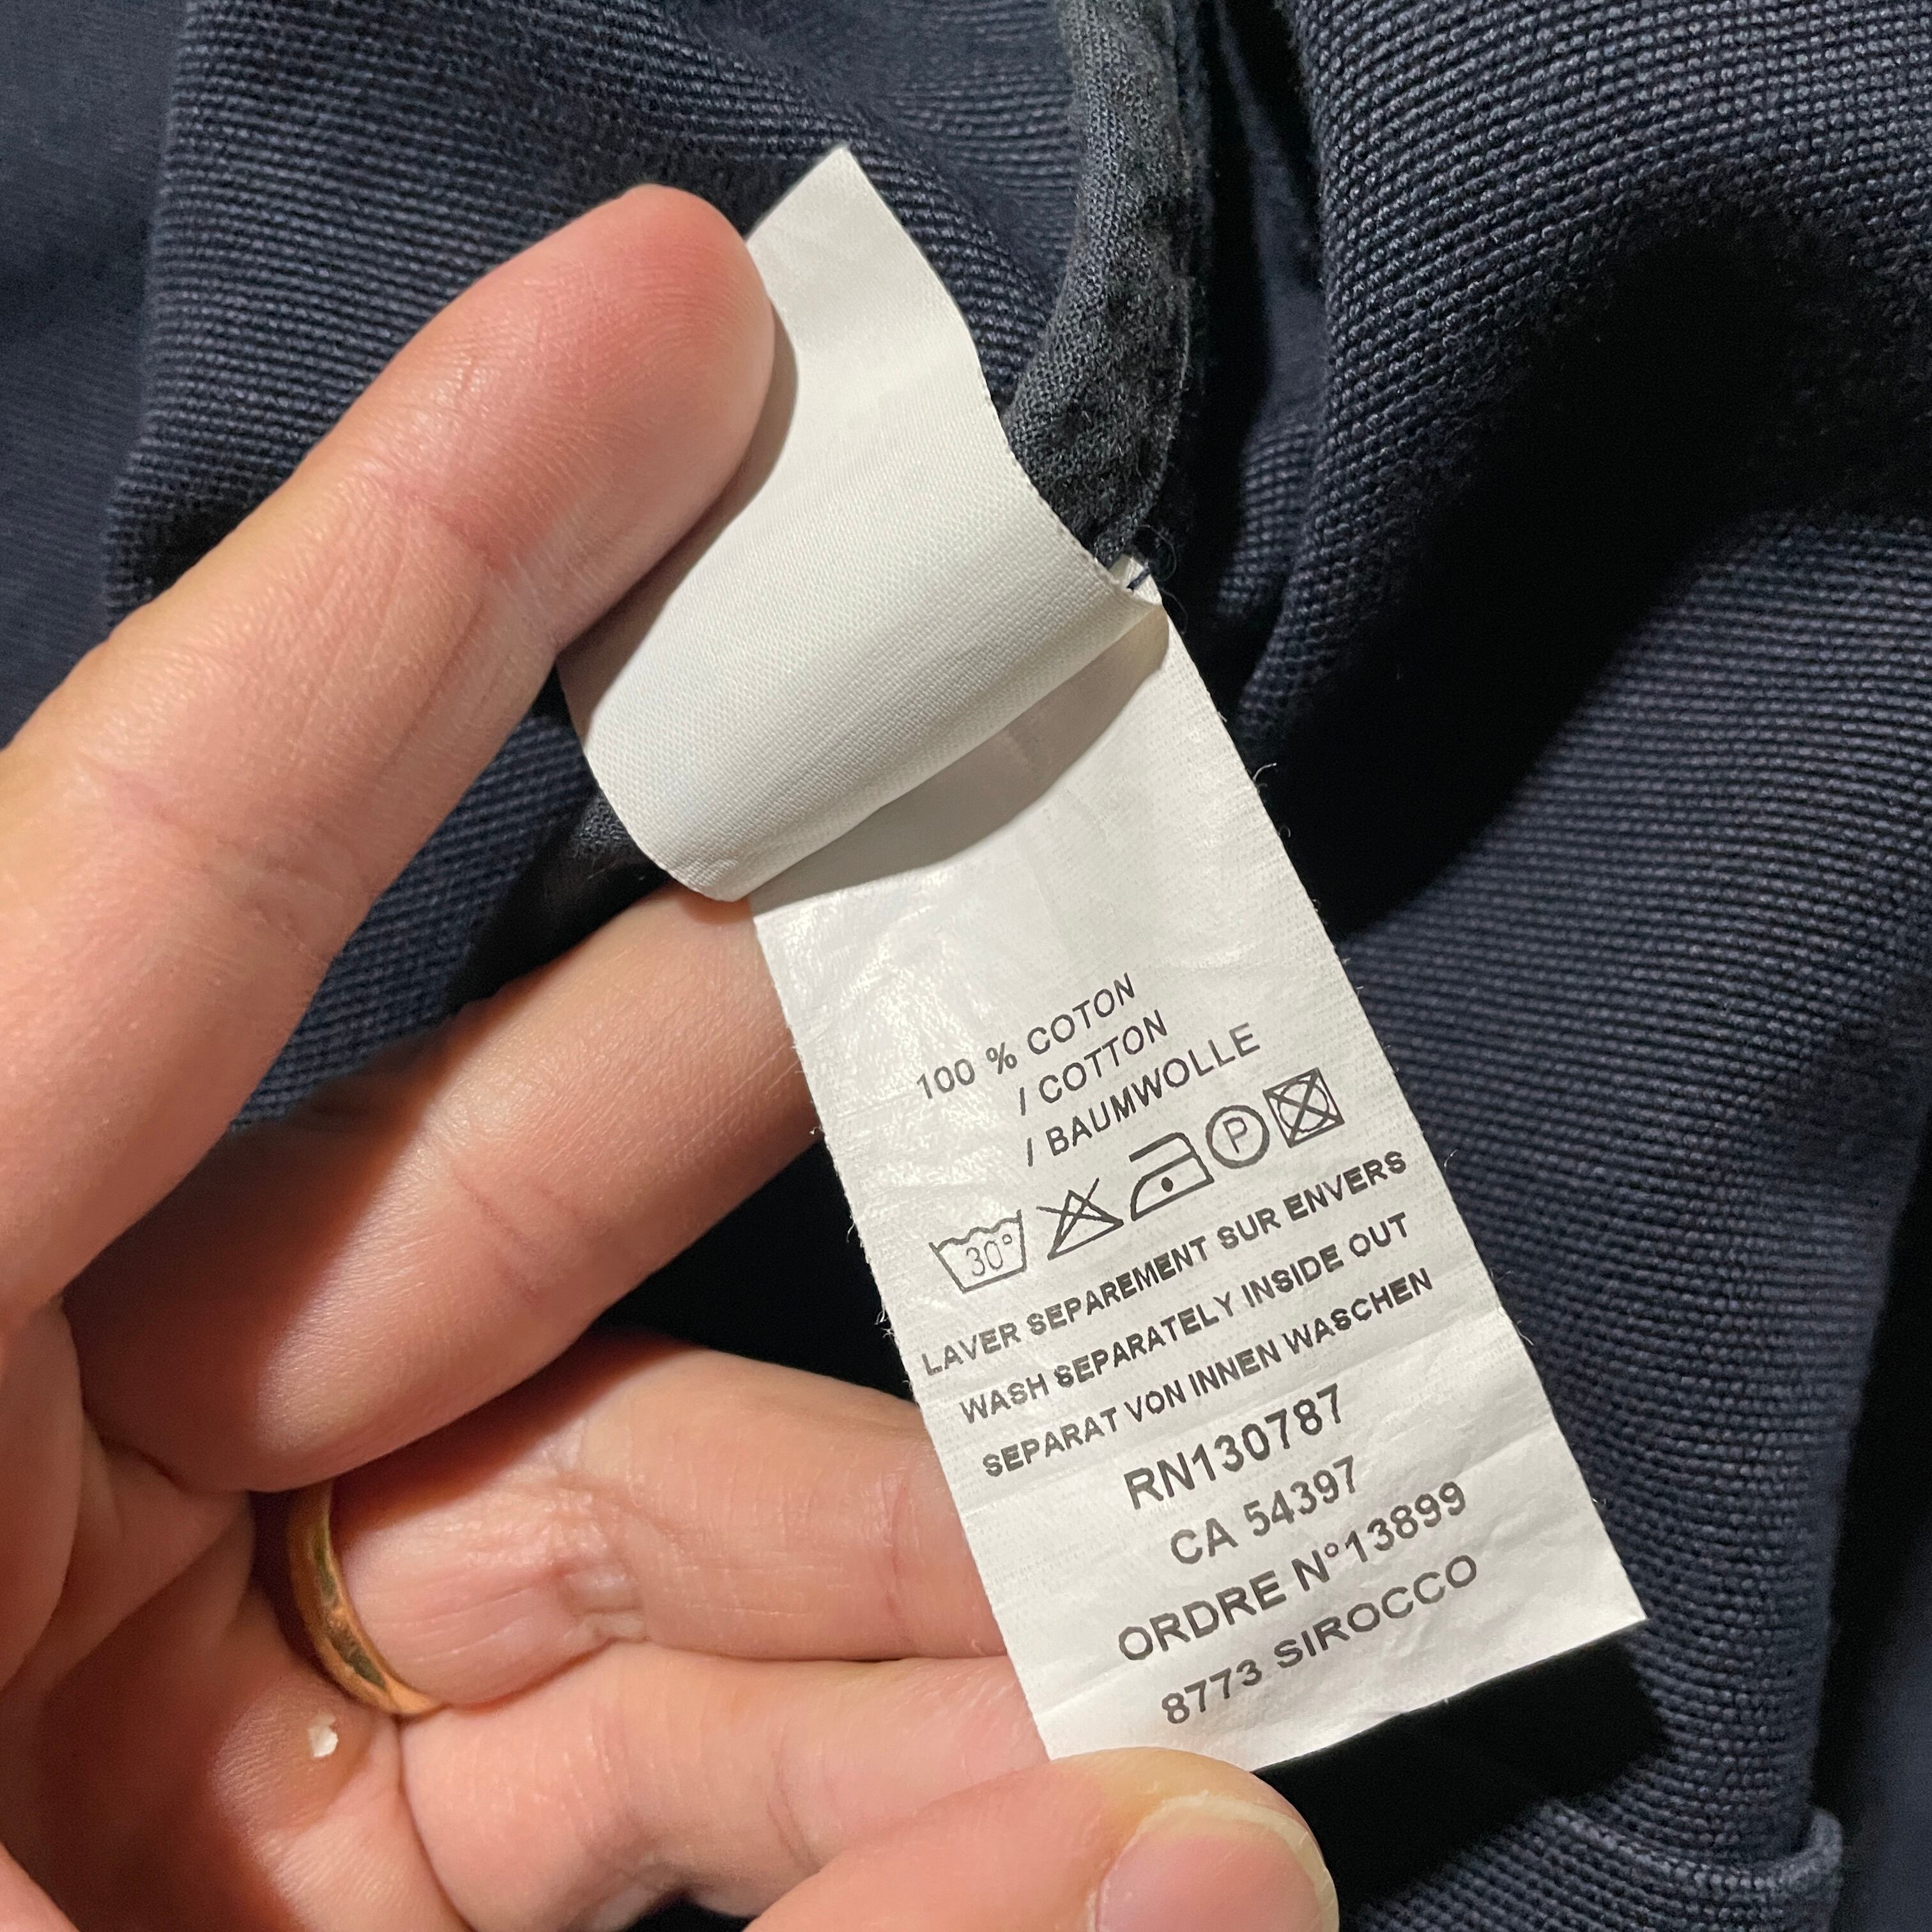 100 % COTON
/ COTTON
/ BAUMWOLLE
30° P
LAVER SEPAREMENT SUR ENVERS
WASH SEPARATELY INSIDE OUT
SEPARAT VON INNEN WASCHEN
RN130787
CA 54397
ORDRE N°13899
8773 SIROCCO